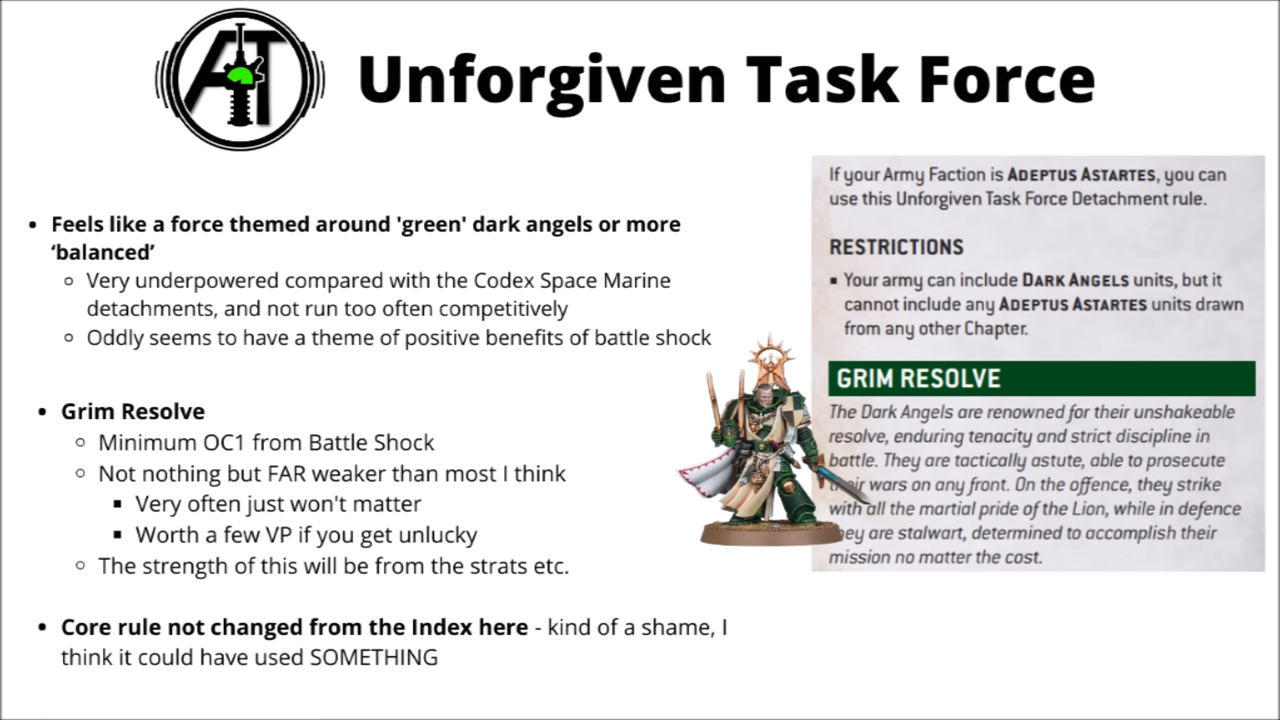 AT
Unforgiven Task Force
• Feels like a force themed around 'green' dark angels or more
‘balanced’
○ Very underpowered compared with the Codex Space Marine
detachments, and not run too often competitively
○ Oddly seems to have a theme of positive benefits of battle shock
• Grim Resolve
○ Minimum OC1 from Battle Shock
○ Not nothing but FAR weaker than most I think
▪ Very often just won't matter
▪ Worth a few VP if you get unlucky
○ The strength of this will be from the strats etc.
• Core rule not changed from the Index here - kind of a shame, I
think it could have used SOMETHING
If your Army Faction is ADEPTUS ASTARTES, you can
use this Unforgiven Task Force Detachment rule.
RESTRICTIONS
▪ Your army can include DARK ANGELS units, but it
cannot include any ADEPTUS ASTARTES units drawn
from any other Chapter.
GRIM RESOLVE
The Dark Angels are renowned for their unshakeable
resolve, enduring tenacity and strict discipline in
battle. They are tactically astute, able to prosecute
their wars on any front. On the offence, they strike
with all the martial pride of the Lion, while in defence
they are stalwart, determined to accomplish their
mission no matter the cost.